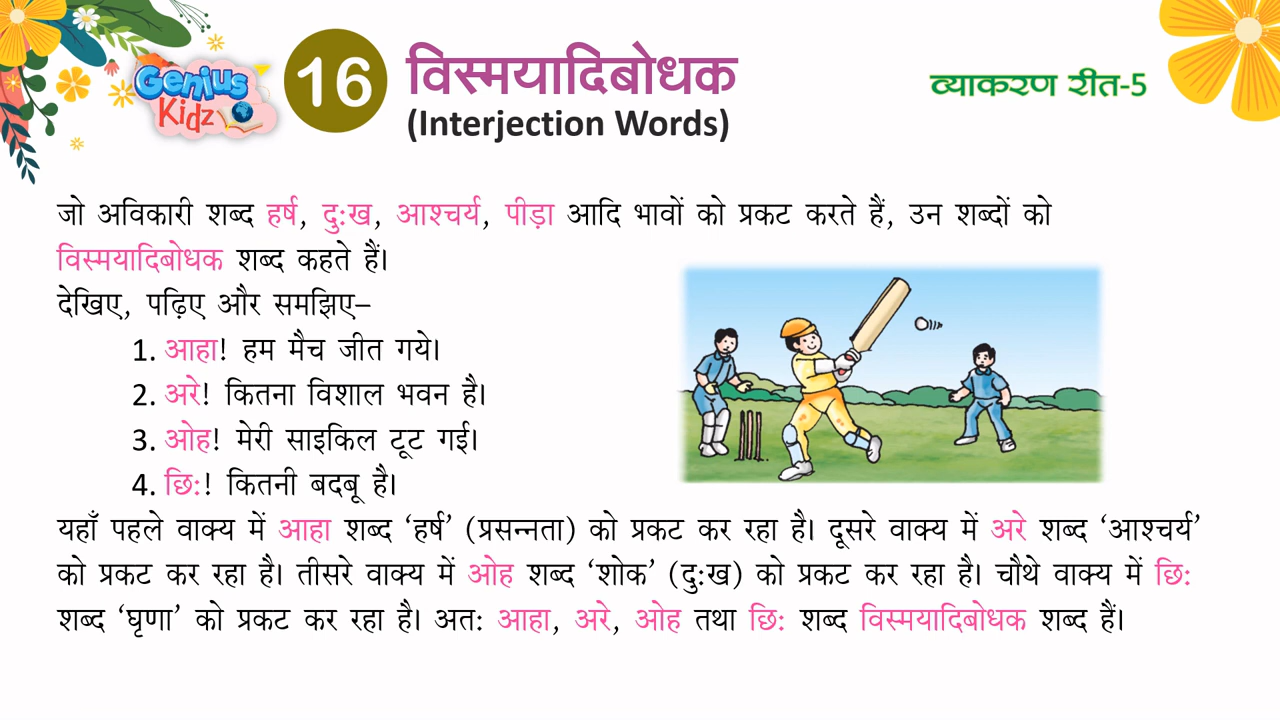 Genius
Kidz
16
विस्मयादिबोधक
(Interjection Words)
व्याकरण रीत-5
जो अविकारी शब्द हर्ष, दुःख, आश्चर्य, पीड़ा आदि भावों को प्रकट करते हैं, उन शब्दों को
विस्मयादिबोधक शब्द कहते हैं।
देखिए, पढ़िए और समझिए–
1. आहा! हम मैच जीत गये।
2. अरे! कितना विशाल भवन है।
3. ओह! मेरी साइकिल टूट गई।
4. छिः! कितनी बदबू है।
यहाँ पहले वाक्य में आहा शब्द ‘हर्ष’ (प्रसन्नता) को प्रकट कर रहा है। दूसरे वाक्य में अरे शब्द ‘आश्चर्य’
को प्रकट कर रहा है। तीसरे वाक्य में ओह शब्द ‘शोक’ (दुःख) को प्रकट कर रहा है। चौथे वाक्य में छिः
शब्द ‘घृणा’ को प्रकट कर रहा है। अतः आहा, अरे, ओह तथा छिः शब्द विस्मयादिबोधक शब्द हैं।